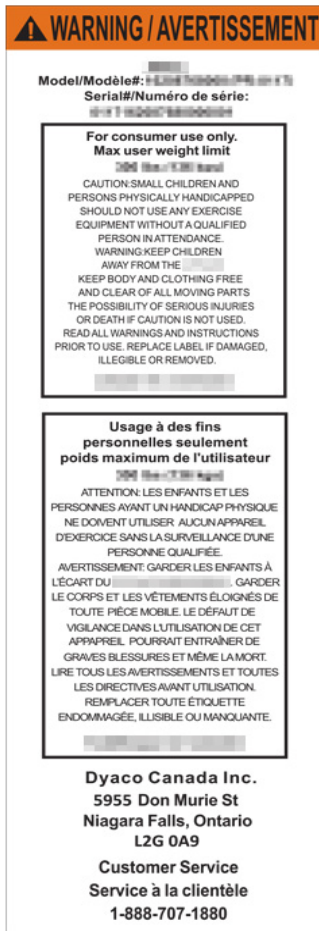 WARNING / AVERTISSEMENT
Model/Modèle#:
Serial#/Numéro de série:
For consumer use only.
Max user weight limit
CAUTION:SMALL CHILDREN AND
PERSONS PHYSICALLY HANDICAPPED
SHOULD NOT USE ANY EXERCISE
EQUIPMENT WITHOUT A QUALIFIED
PERSON IN ATTENDANCE.
WARNING:KEEP CHILDREN
AWAY FROM THE
KEEP BODY AND CLOTHING FREE
AND CLEAR OF ALL MOVING PARTS
THE POSSIBILITY OF SERIOUS INJURIES
OR DEATH IF CAUTION IS NOT USED.
READ ALL WARNINGS AND INSTRUCTIONS
PRIOR TO USE. REPLACE LABEL IF DAMAGED,
ILLEGIBLE OR REMOVED.
Usage à des fins
personnelles seulement
poids maximum de l'utilisateur
ATTENTION: LES ENFANTS ET LES
PERSONNES AYANT UN HANDICAP PHYSIQUE
NE DOIVENT UTILISER AUCUN APPAREIL
D'EXERCICE SANS LA SURVEILLANCE D'UNE
PERSONNE QUALIFIÉE.
AVERTISSEMENT: GARDER LES ENFANTS À
L'ÉCART DU . GARDER
LE CORPS ET LES VÊTEMENTS ÉLOIGNÉS DE
TOUTE PIÈCE MOBILE. LE DÉFAUT DE
VIGILANCE DANS L'UTILISATION DE CET
APPAPREIL POURRAIT ENTRAÎNER DE
GRAVES BLESSURES ET MÊME LA MORT.
LIRE TOUS LES AVERTISSEMENTS ET TOUTES
LES DIRECTIVES AVANT UTILISATION.
REMPLACER TOUTE ÉTIQUETTE
ENDOMMAGÉE, ILLISIBLE OU MANQUANTE.
Dyaco Canada Inc.
5955 Don Murie St
Niagara Falls, Ontario
L2G 0A9
Customer Service
Service à la clientèle
1-888-707-1880